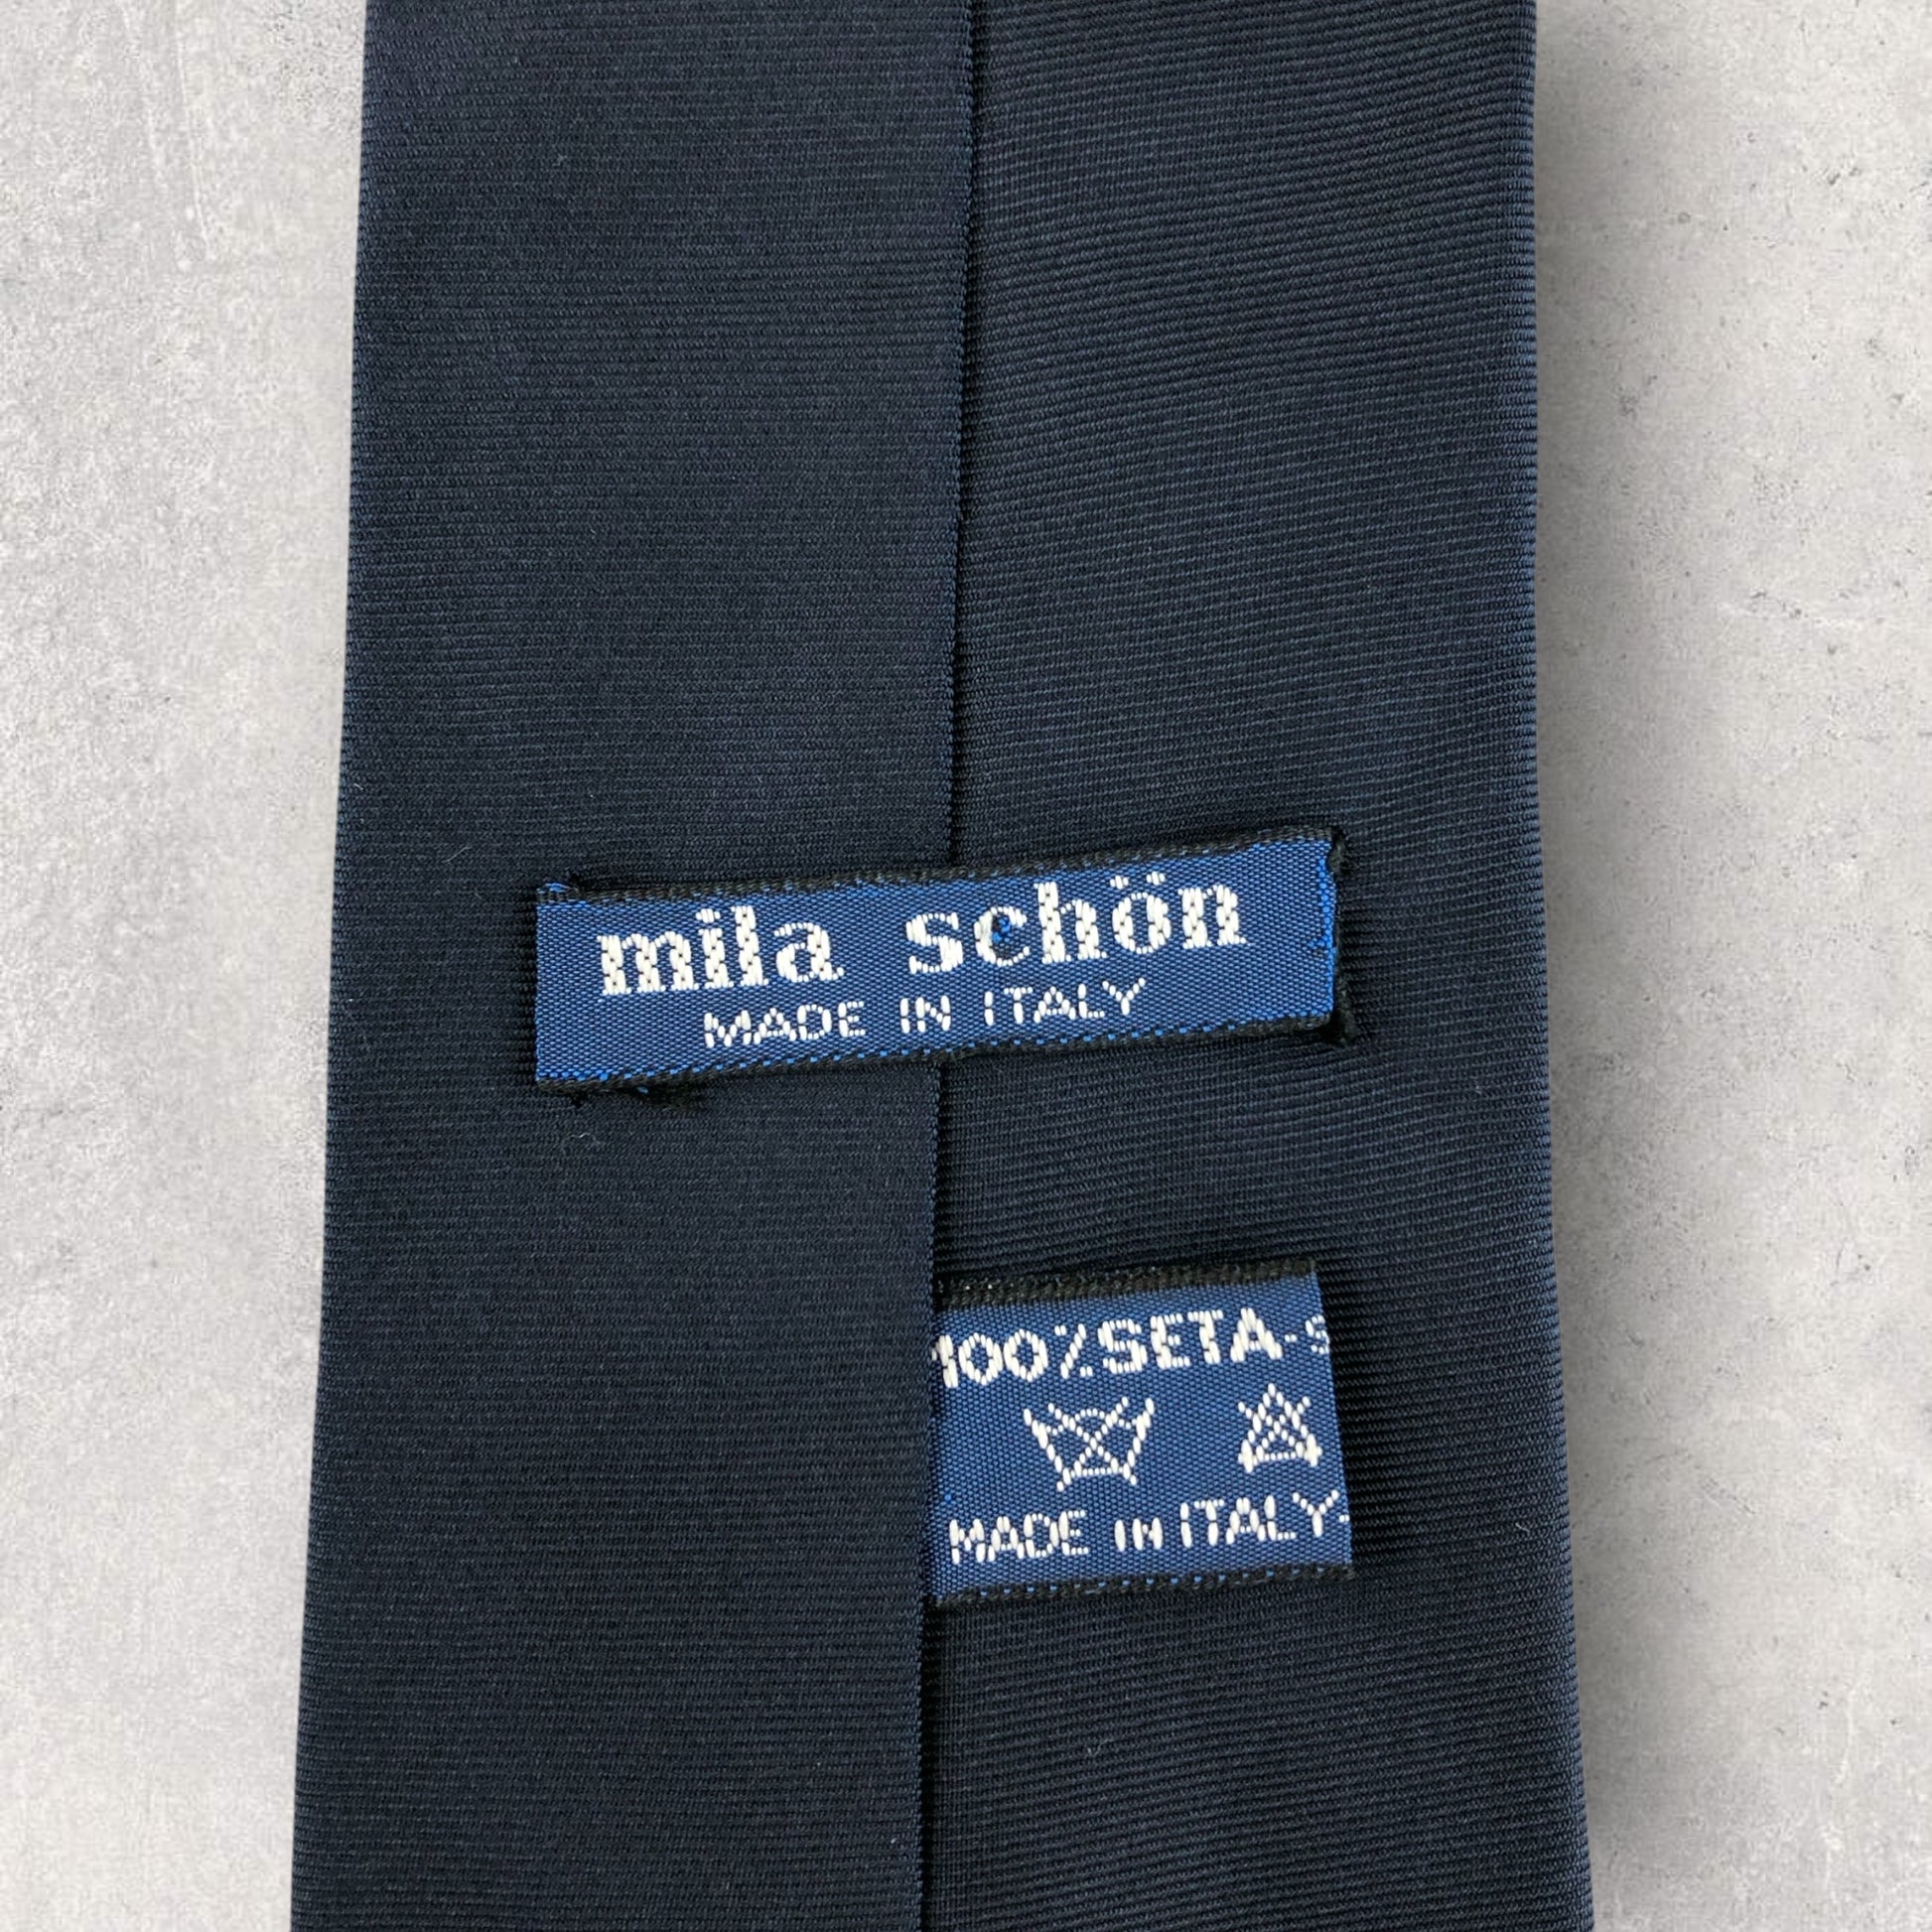 mila schön
MADE IN ITALY
100%SETA-S
MADE IN ITALY-